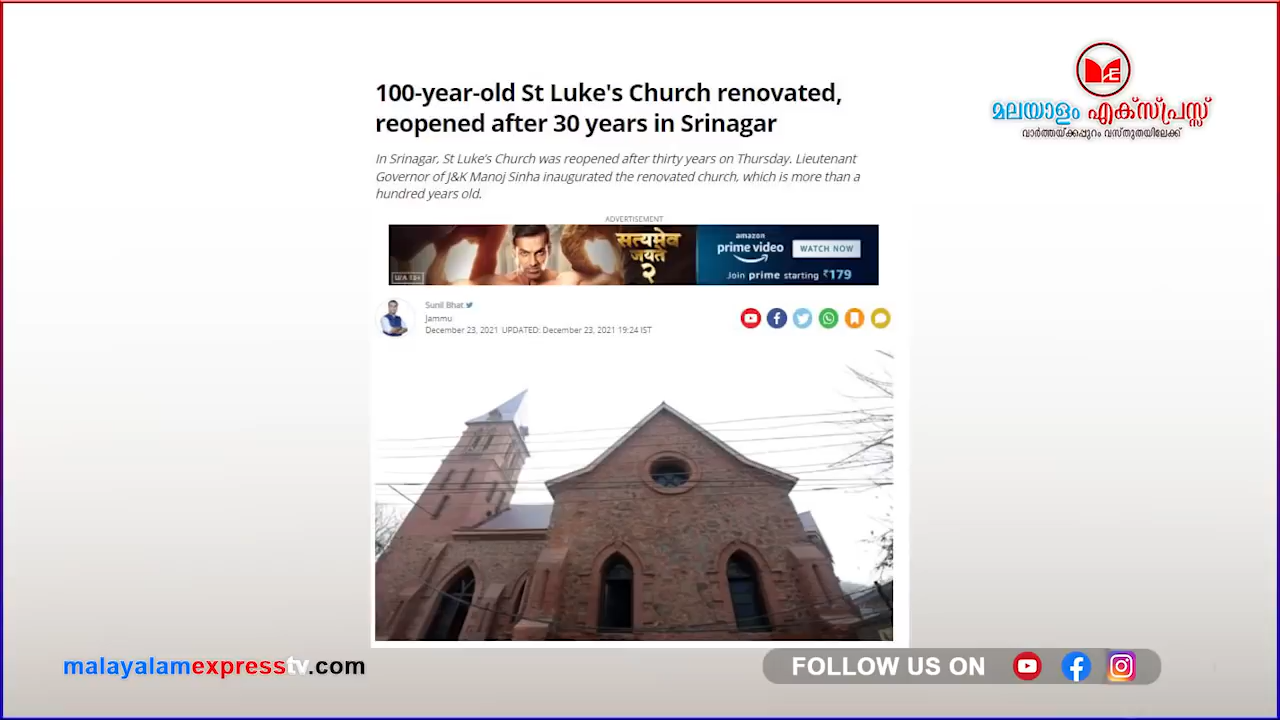 100-year-old St Luke's Church renovated,
reopened after 30 years in Srinagar
In Srinagar, St Luke's Church was reopened after thirty years on Thursday. Lieutenant
Governor of J&K Manoj Sinha inaugurated the renovated church, which is more than a
hundred years old.
ADVERTISEMENT
सत्यमेव
जयते
२
U/A 13+
amazon
prime video
WATCH NOW
Join prime starting ₹179
Sunil Bhat
Jammu
December 23, 2021 UPDATED: December 23, 2021 19:24 IST
E
മലയാളം എക്സ്പ്രസ്സ്
വാർത്തയ്ക്കപ്പുറം വസ്തുതയിലേക്ക്
malayalamexpresstv.com
FOLLOW US ON